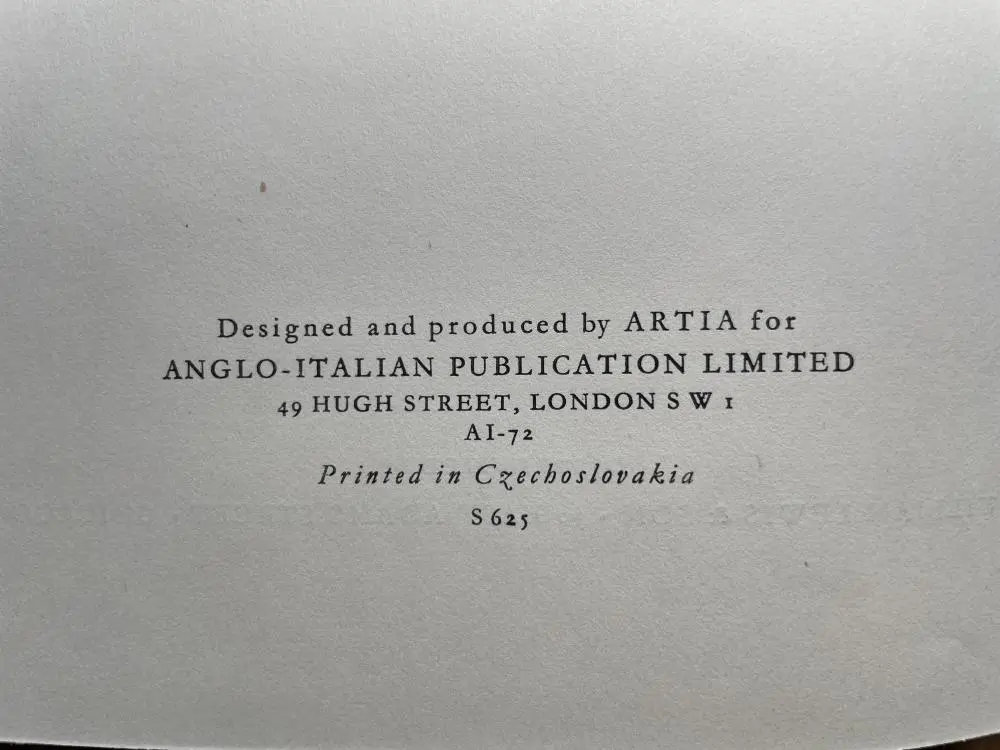 Designed and produced by ARTIA for
ANGLO-ITALIAN PUBLICATION LIMITED
49 HUGH STREET, LONDON S W 1
AI-72
Printed in Czechoslovakia
S 625